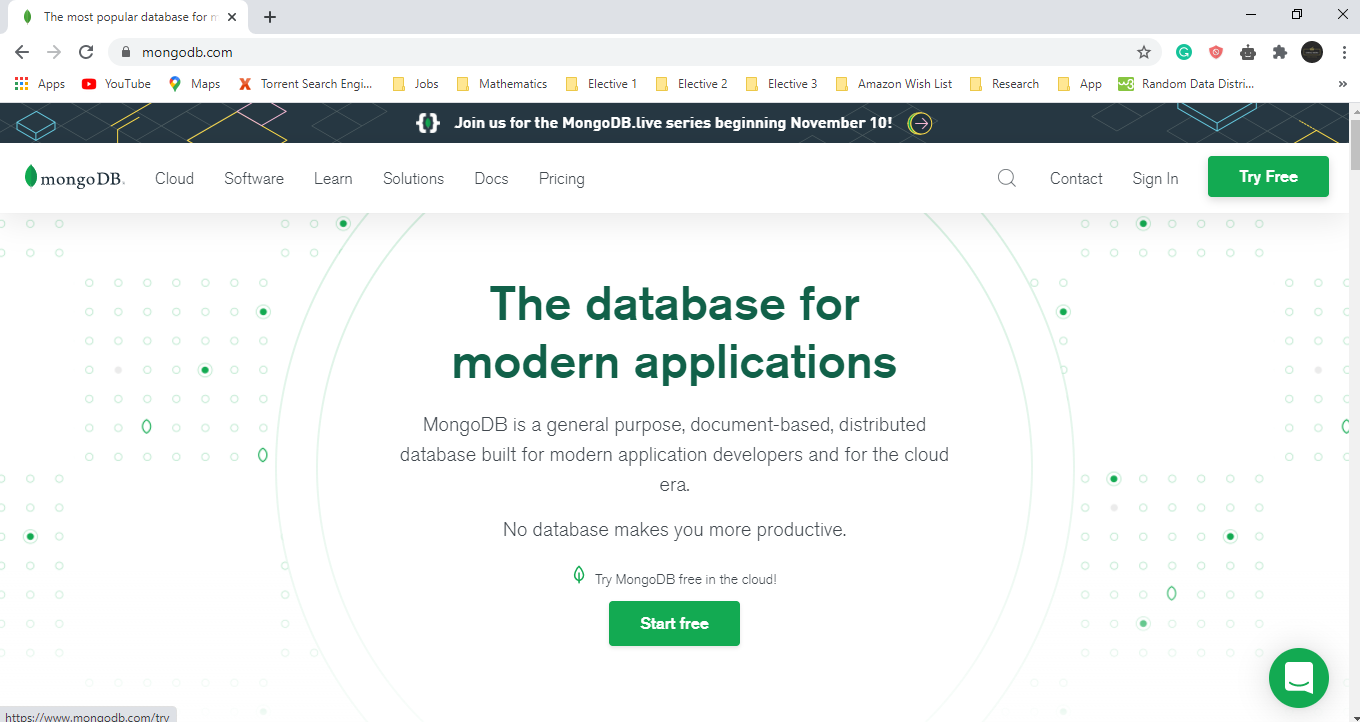 The most popular database for m
mongodb.com
Apps YouTube Maps Torrent Search Engi... Jobs Mathematics Elective 1 Elective 2 Elective 3 Amazon Wish List Research App Random Data Distri... »
Join us for the MongoDB.live series beginning November 10!
mongoDB. Cloud Software Learn Solutions Docs Pricing Contact Sign In Try Free
The database for
modern applications
MongoDB is a general purpose, document-based, distributed
database built for modern application developers and for the cloud
era.
No database makes you more productive.
Try MongoDB free in the cloud!
Start free
https://www.mongodb.com/try